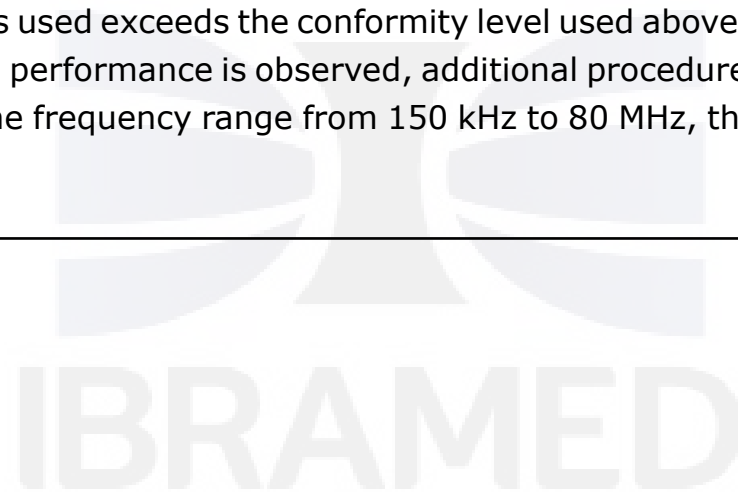 s used exceeds the conformity level used above
performance is observed, additional procedure
e frequency range from 150 kHz to 80 MHz, th
IBRAMED